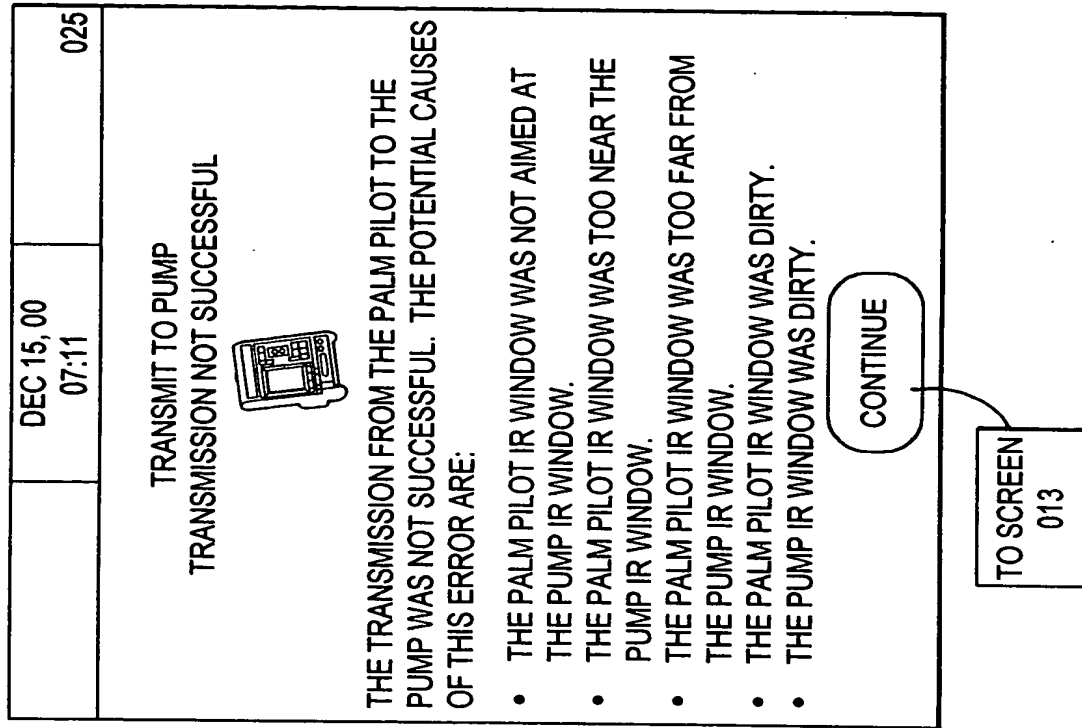 DEC 15, 00
07:11
025
TRANSMIT TO PUMP
TRANSMISSION NOT SUCCESSFUL
THE TRANSMISSION FROM THE PALM PILOT TO THE
PUMP WAS NOT SUCCESSFUL. THE POTENTIAL CAUSES
OF THIS ERROR ARE:
• THE PALM PILOT IR WINDOW WAS NOT AIMED AT
THE PUMP IR WINDOW.
• THE PALM PILOT IR WINDOW WAS TOO NEAR THE
PUMP IR WINDOW.
• THE PALM PILOT IR WINDOW WAS TOO FAR FROM
THE PUMP IR WINDOW.
• THE PALM PILOT IR WINDOW WAS DIRTY.
• THE PUMP IR WINDOW WAS DIRTY.
CONTINUE
TO SCREEN
013